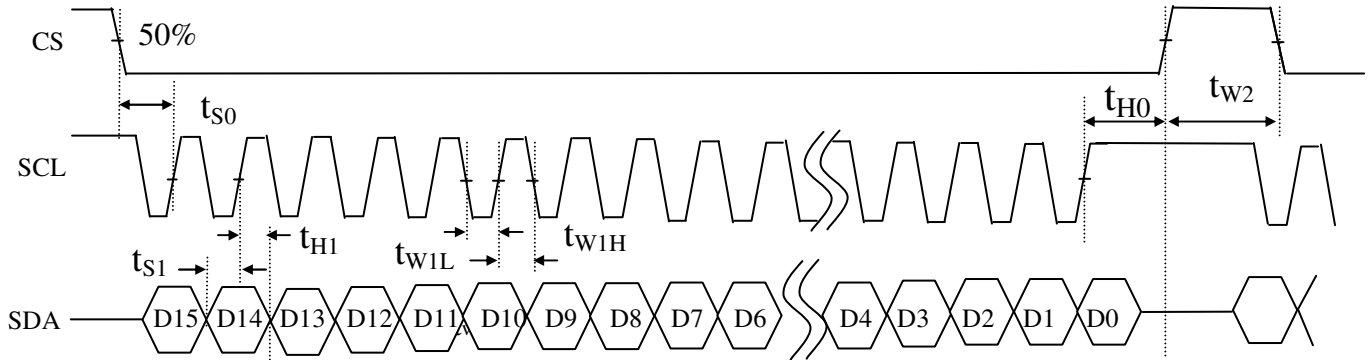 CS 50%
tS0 tH0 tW2
SCL
tH1 tW1L tW1H
tS1
SDA D15 D14 D13 D12 D11 D10 D9 D8 D7 D6 D4 D3 D2 D1 D0